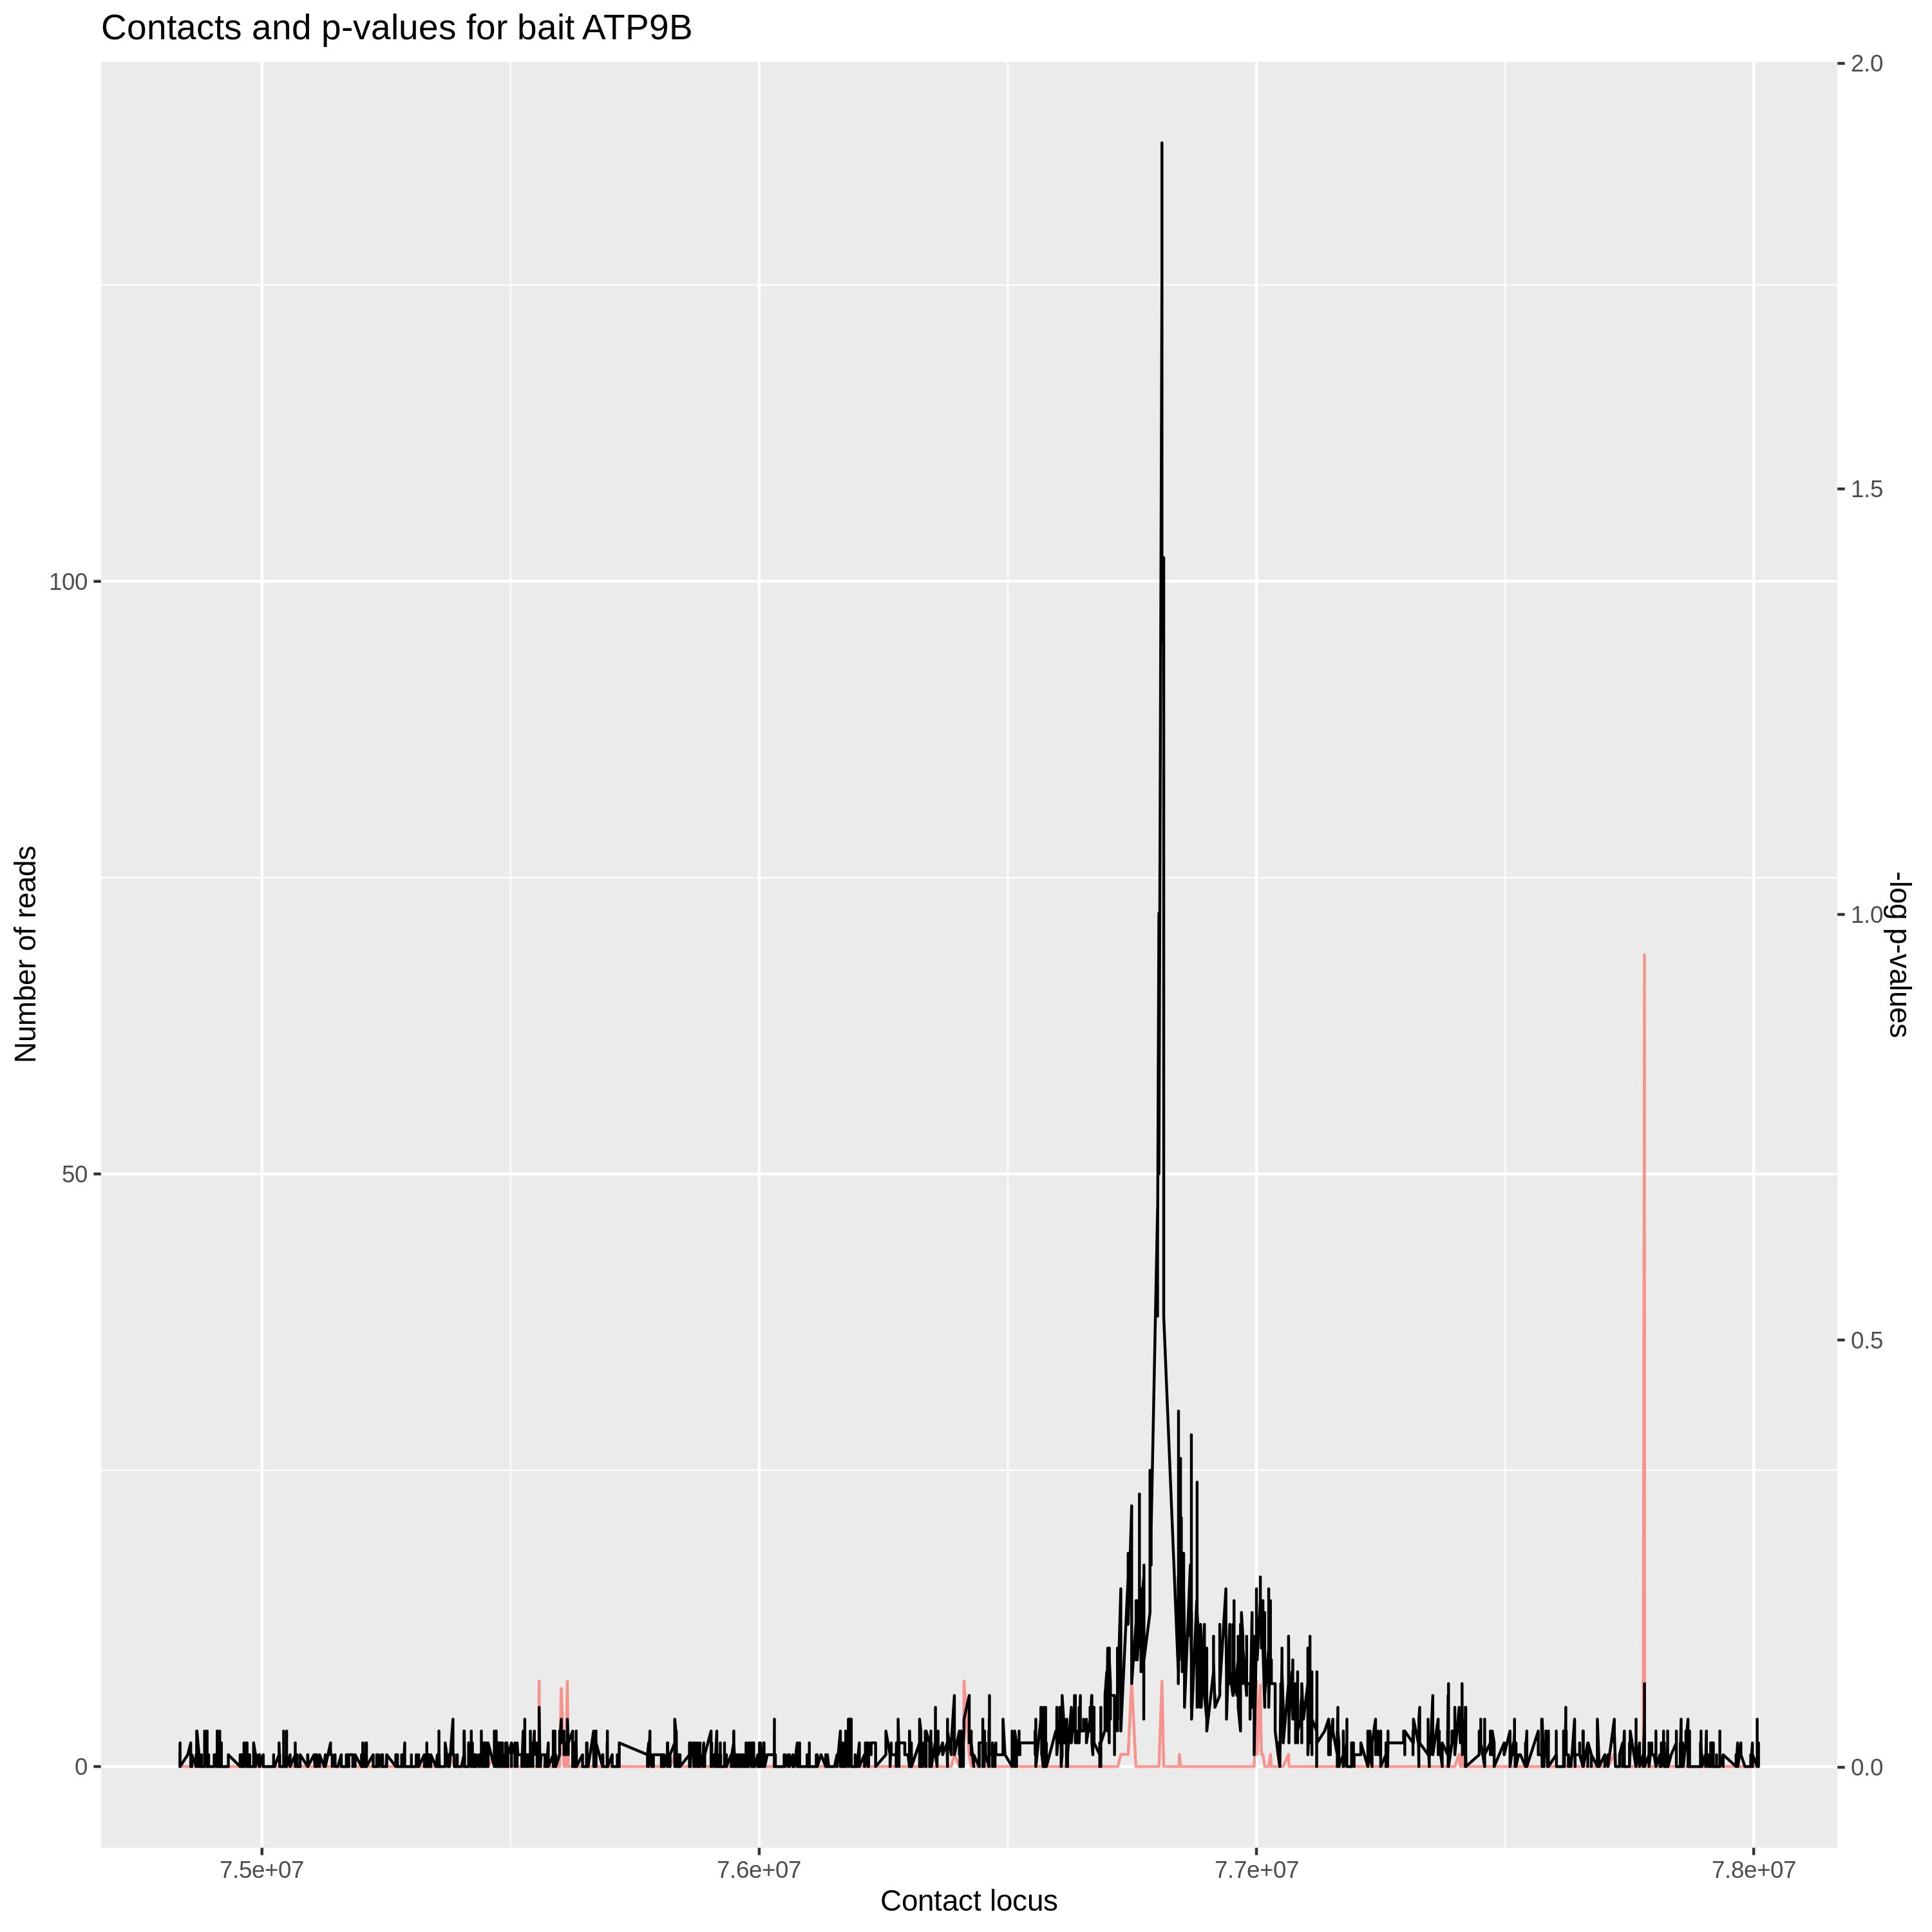 Contacts and p-values for bait ATP9B
2.0
1.5
100
Number of reads
1.0
-log p-values
50
0.5
0
0.0
7.5e+07 7.6e+07 7.7e+07 7.8e+07
Contact locus